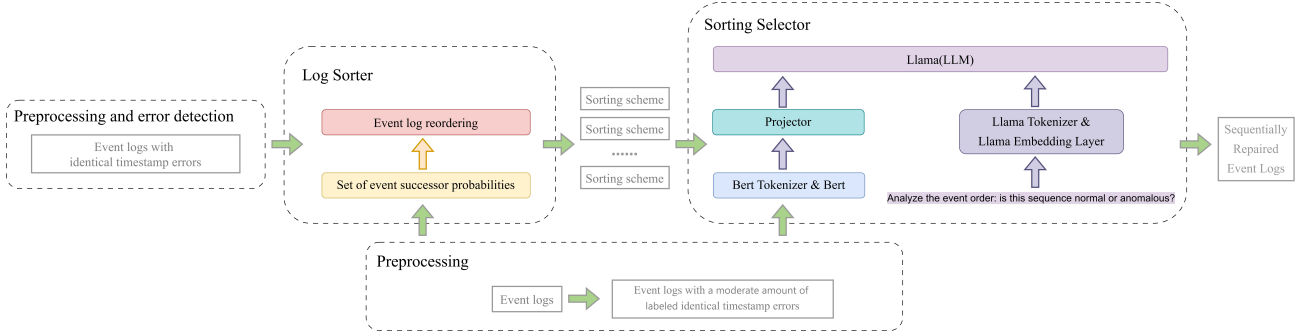 Preprocessing and error detection
Event logs with
identical timestamp errors
Log Sorter
Event log reordering
Set of event successor probabilities
Sorting scheme
Sorting scheme
......
Sorting scheme
Sorting Selector
Llama(LLM)
Projector
Bert Tokenizer & Bert
Llama Tokenizer &
Llama Embedding Layer
Analyze the event order: is this sequence normal or anomalous?
Sequentially
Repaired
Event Logs
Preprocessing
Event logs
Event logs with a moderate amount of
labeled identical timestamp errors